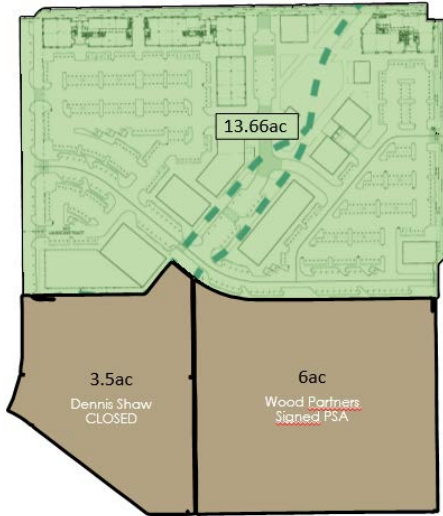 13.66ac
3.5ac
Dennis Shaw
CLOSED
6ac
Wood Partners
Signed PSA